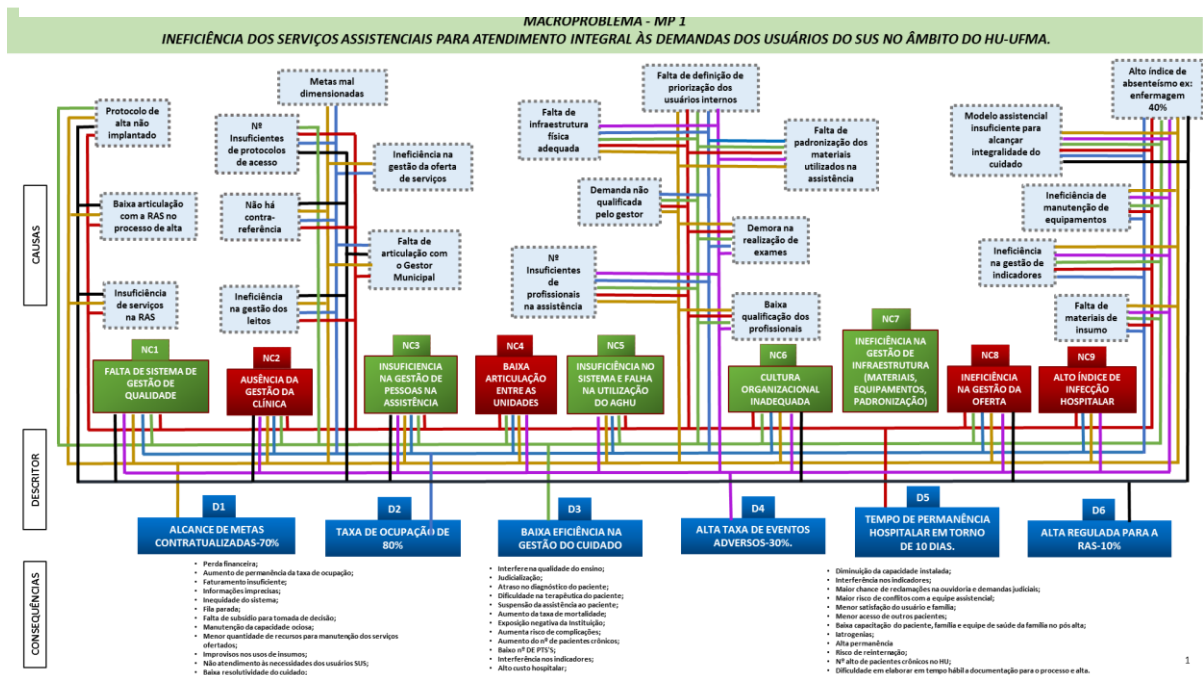 MACROPROBLEMA - MP 1
INEFICIÊNCIA DOS SERVIÇOS ASSISTENCIAIS PARA ATENDIMENTO INTEGRAL ÀS DEMANDAS DOS USUÁRIOS DO SUS NO ÂMBITO DO HU-UFMA.
CAUSAS
Protocolo de
alta não
implantado
Baixa articulação
com a RAS no
processo de alta
Insuficiência
de serviços
na RAS
Metas mal
dimensionadas
Nº
Insuficientes
de protocolos
de acesso
Ineficiência na
gestão da oferta
de serviços
Não há
contra-
referência
Falta de
articulação com
o Gestor
Municipal
Ineficiência
na gestão dos
leitos
Falta de definição de
priorização dos
usuários internos
Falta de
infraestrutura
física
adequada
Falta de
padronização dos
materiais
utilizados na
assistência
Demanda não
qualificada
pelo gestor
Demora na
realização de
exames
Nº
Insuficientes
de
profissionais
na assistência
Baixa
qualificação dos
profissionais
Alto índice de
absenteísmo ex:
enfermagem
40%
Modelo assistencial
insuficiente para
alcançar
integralidade do
cuidado
Ineficiência de
manutenção de
equipamentos
Ineficiência
na gestão de
indicadores
Falta de
materiais de
insumo
NC1
FALTA DE SISTEMA DE
GESTÃO DE
QUALIDADE
NC2
AUSÊNCIA DA
GESTÃO DA
CLÍNICA
NC3
INSUFICIENCIA
NA GESTÃO DE
PESSOAS NA
ASSISTÊNCIA
NC4
BAIXA
ARTICULAÇÃO
ENTRE AS
UNIDADES
NC5
INSUFICIÊNCIA NO
SISTEMA E FALHA
NA UTILIZAÇÃO
DO AGHU
NC6
CULTURA
ORGANIZACIONAL
INADEQUADA
NC7
INEFICIÊNCIA NA
GESTÃO DE
INFRAESTRUTURA
(MATERIAIS,
EQUIPAMENTOS,
PADRONIZAÇÃO)
NC8
INEFICIÊNCIA
NA GESTÃO DA
OFERTA
NC9
ALTO ÍNDICE DE
INFECÇÃO
HOSPITALAR
DESCRITOR
D1
ALCANCE DE METAS
CONTRATUALIZADAS-70%
D2
TAXA DE OCUPAÇÃO DE
80%
D3
BAIXA EFICIÊNCIA NA
GESTÃO DO CUIDADO
D4
ALTA TAXA DE EVENTOS
ADVERSOS-30%.
D5
TEMPO DE PERMANÊNCIA
HOSPITALAR EM TORNO
DE 10 DIAS.
D6
ALTA REGULADA PARA A
RAS-10%
CONSEQUÊNCIAS
• Perda financeira;
• Aumento de permanência da taxa de ocupação;
• Faturamento insuficiente;
• Informações imprecisas;
• Inequidade do sistema;
• Fila parada;
• Falta de subsídio para tomada de decisão;
• Manutenção da capacidade ociosa;
• Menor quantidade de recursos para manutenção dos serviços
ofertados;
• Improvisos nos usos de insumos;
• Não atendimento às necessidades dos usuários SUS;
• Baixa resolutividade do cuidado;
• Interfere na qualidade do ensino;
• Judicialização;
• Atraso no diagnóstico do paciente;
• Dificuldade na terapêutica do paciente;
• Suspensão da assistência ao paciente;
• Aumento da taxa de mortalidade;
• Exposição negativa da Instituição;
• Aumenta risco de complicações;
• Aumento do nº de pacientes crônicos;
• Baixo nº DE PTS'S;
• Interferência nos indicadores;
• Alto custo hospitalar;
• Diminuição da capacidade instalada;
• Interferência nos indicadores;
• Maior chance de reclamações na ouvidoria e demandas judiciais;
• Maior risco de conflitos com a equipe assistencial;
• Menor satisfação do usuário e família;
• Menor acesso de outros pacientes;
• Baixa capacitação do paciente, família e equipe de saúde da família no pós alta;
• Iatrogenias;
• Alta permanência
• Risco de reinternação;
• Nº alto de pacientes crônicos no HU;
• Dificuldade em elaborar em tempo hábil a documentação para o processo e alta.
1